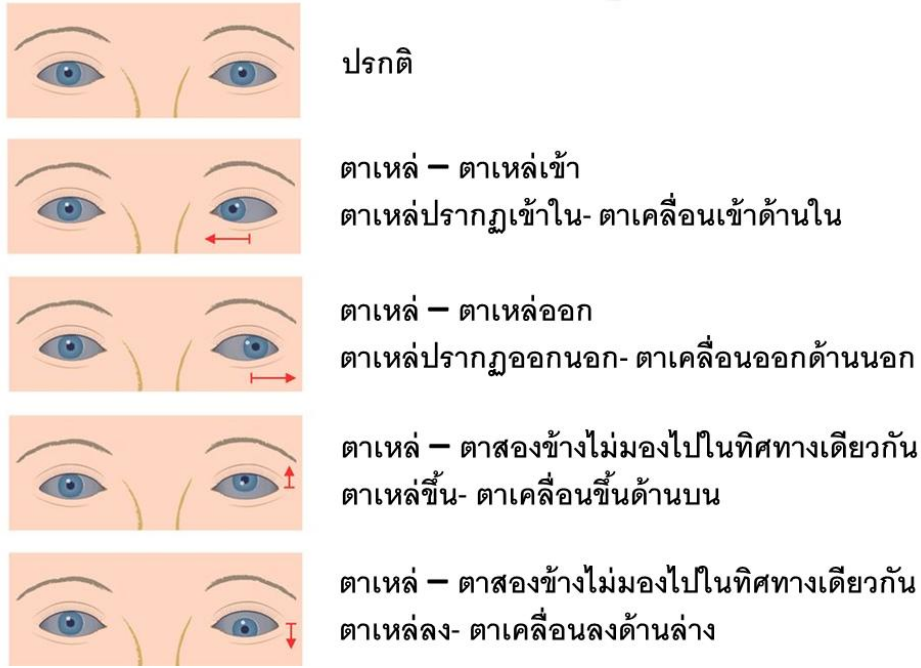 ปรกติ
ตาเหล่ – ตาเหล่เข้า
ตาเหล่ปรากฏเข้าใน- ตาเคลื่อนเข้าด้านใน
ตาเหล่ – ตาเหล่ออก
ตาเหล่ปรากฏออกนอก- ตาเคลื่อนออกด้านนอก
ตาเหล่ – ตาสองข้างไม่มองไปในทิศทางเดียวกัน
ตาเหล่ขึ้น- ตาเคลื่อนขึ้นด้านบน
ตาเหล่ – ตาสองข้างไม่มองไปในทิศทางเดียวกัน
ตาเหล่ลง- ตาเคลื่อนลงด้านล่าง